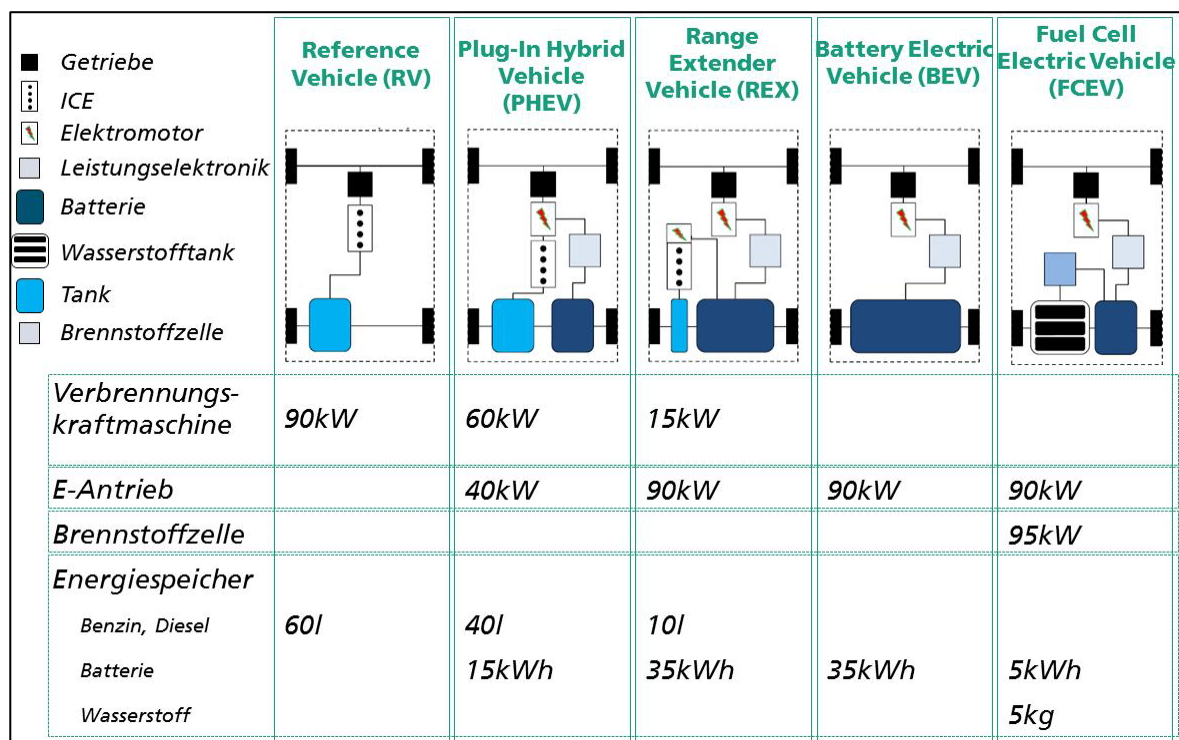 Getriebe
ICE
Elektromotor
Leistungselektronik
Batterie
Wasserstofftank
Tank
Brennstoffzelle
Reference
Vehicle (RV)
Plug-In Hybrid
Vehicle
(PHEV)
Range
Extender
Vehicle (REX)
Battery Electric
Vehicle (BEV)
Fuel Cell
Electric Vehicle
(FCEV)
Verbrennungs-
kraftmaschine 90kW 60kW 15kW
E-Antrieb 40kW 90kW 90kW 90kW
Brennstoffzelle 95kW
Energiespeicher
Benzin, Diesel 60l 40l 10l
Batterie 15kWh 35kWh 35kWh 5kWh
Wasserstoff 5kg